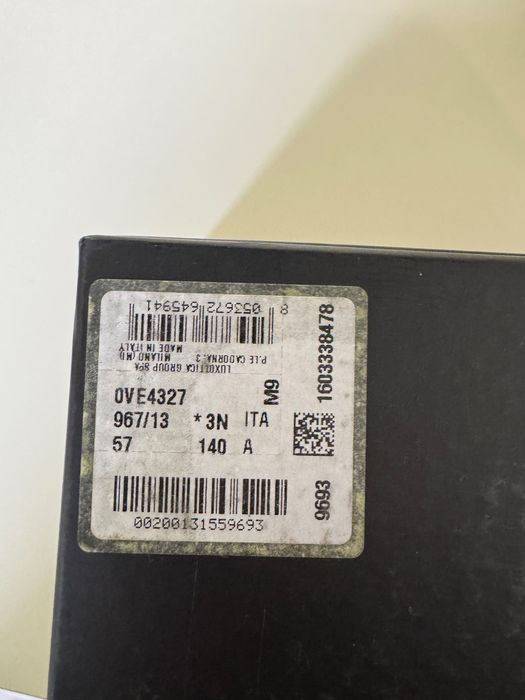 8 053672 645941
LUXOTTICA GROUP SPA
P.LE CADORNA, 3
MILANO (MI)
MADE IN ITALY
0VE4327 M9
967/13 *3N ITA
57 140 A
00200131559693
1603338478
9693